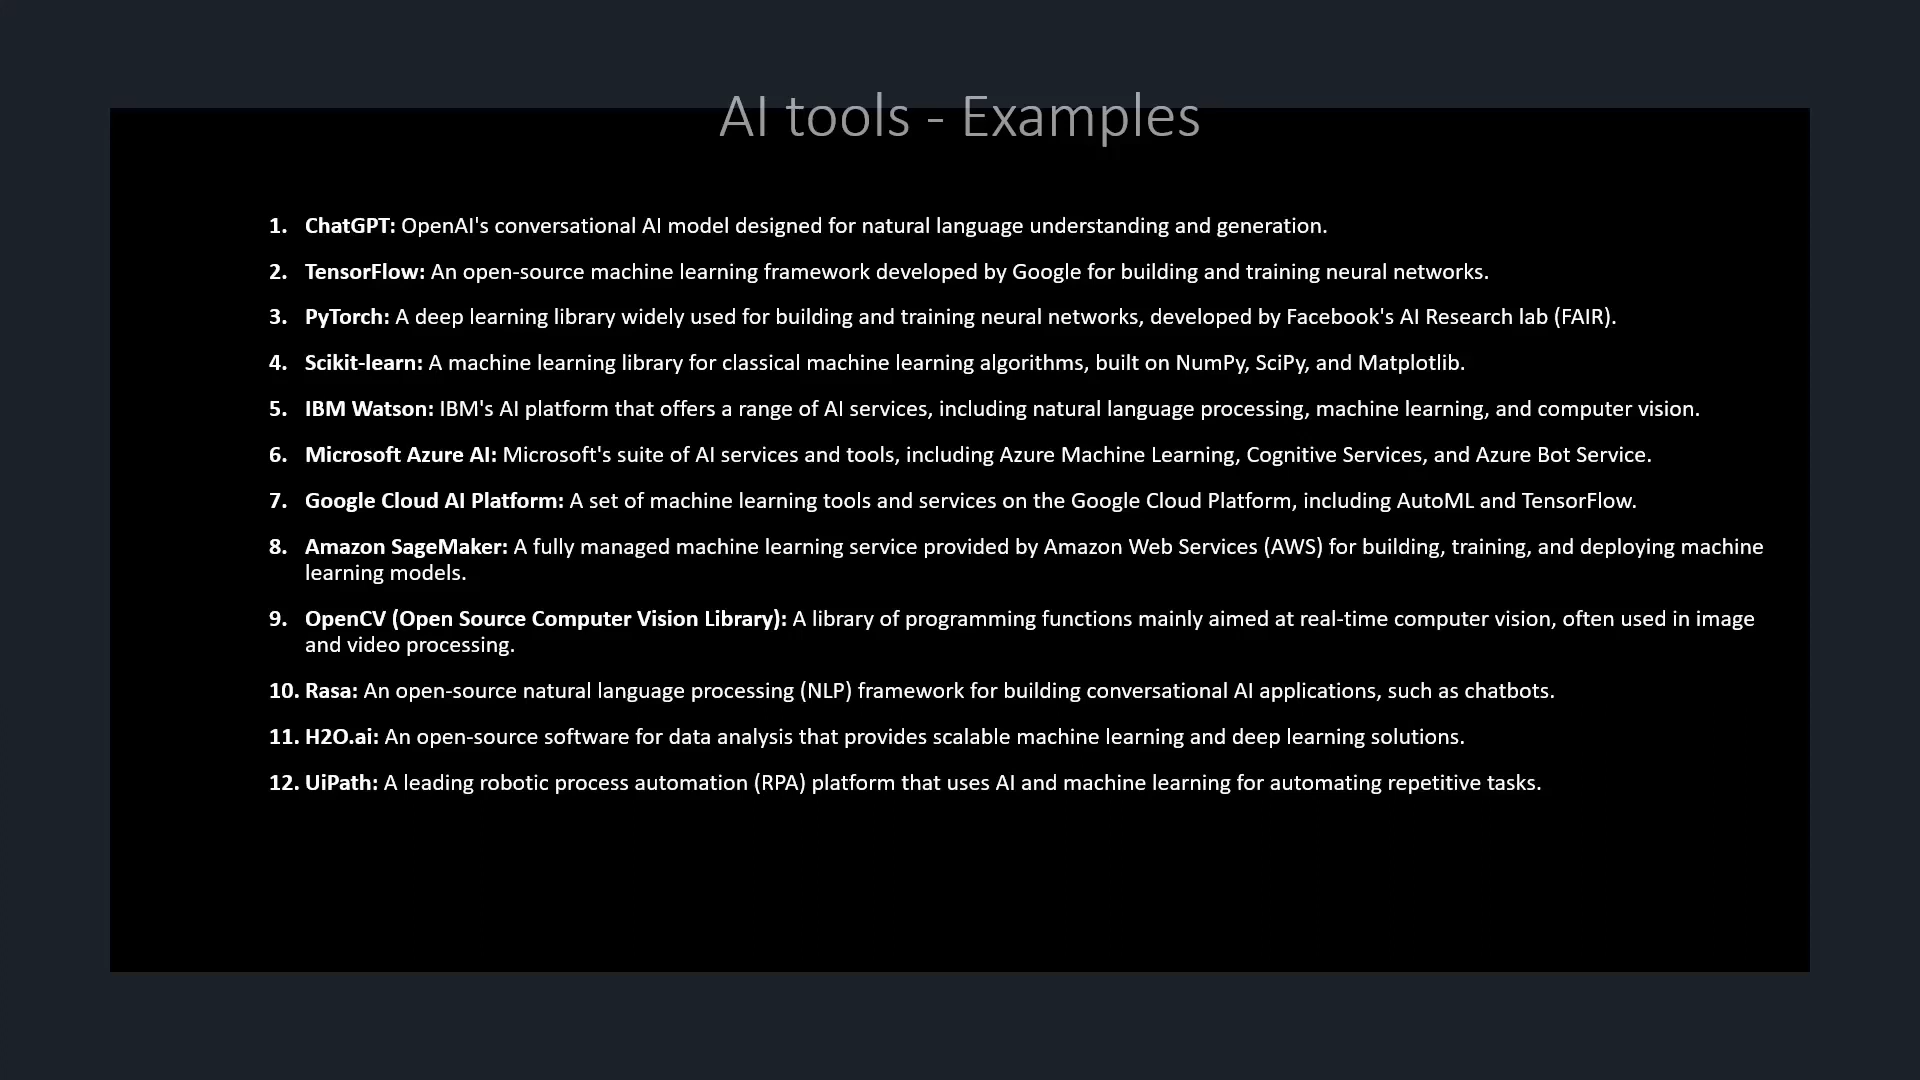 AI tools - Examples
1. ChatGPT: OpenAI's conversational AI model designed for natural language understanding and generation.
2. TensorFlow: An open-source machine learning framework developed by Google for building and training neural networks.
3. PyTorch: A deep learning library widely used for building and training neural networks, developed by Facebook's AI Research lab (FAIR).
4. Scikit-learn: A machine learning library for classical machine learning algorithms, built on NumPy, SciPy, and Matplotlib.
5. IBM Watson: IBM's AI platform that offers a range of AI services, including natural language processing, machine learning, and computer vision.
6. Microsoft Azure AI: Microsoft's suite of AI services and tools, including Azure Machine Learning, Cognitive Services, and Azure Bot Service.
7. Google Cloud AI Platform: A set of machine learning tools and services on the Google Cloud Platform, including AutoML and TensorFlow.
8. Amazon SageMaker: A fully managed machine learning service provided by Amazon Web Services (AWS) for building, training, and deploying machine
learning models.
9. OpenCV (Open Source Computer Vision Library): A library of programming functions mainly aimed at real-time computer vision, often used in image
and video processing.
10. Rasa: An open-source natural language processing (NLP) framework for building conversational AI applications, such as chatbots.
11. H2O.ai: An open-source software for data analysis that provides scalable machine learning and deep learning solutions.
12. UiPath: A leading robotic process automation (RPA) platform that uses AI and machine learning for automating repetitive tasks.